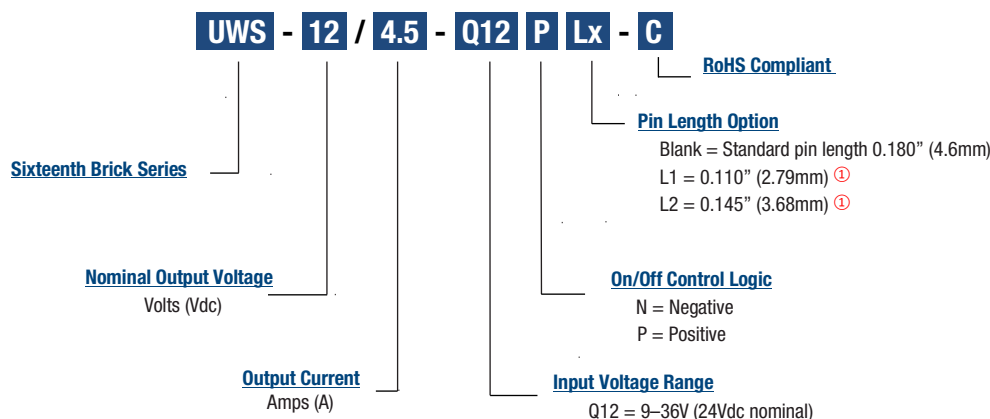 UWS - 12 / 4.5 - Q12 P Lx - C
RoHS Compliant
Pin Length Option
Blank = Standard pin length 0.180” (4.6mm)
L1 = 0.110” (2.79mm) ①
L2 = 0.145” (3.68mm) ①
Sixteenth Brick Series
Nominal Output Voltage
Volts (Vdc)
On/Off Control Logic
N = Negative
P = Positive
Output Current
Amps (A)
Input Voltage Range
Q12 = 9–36V (24Vdc nominal)